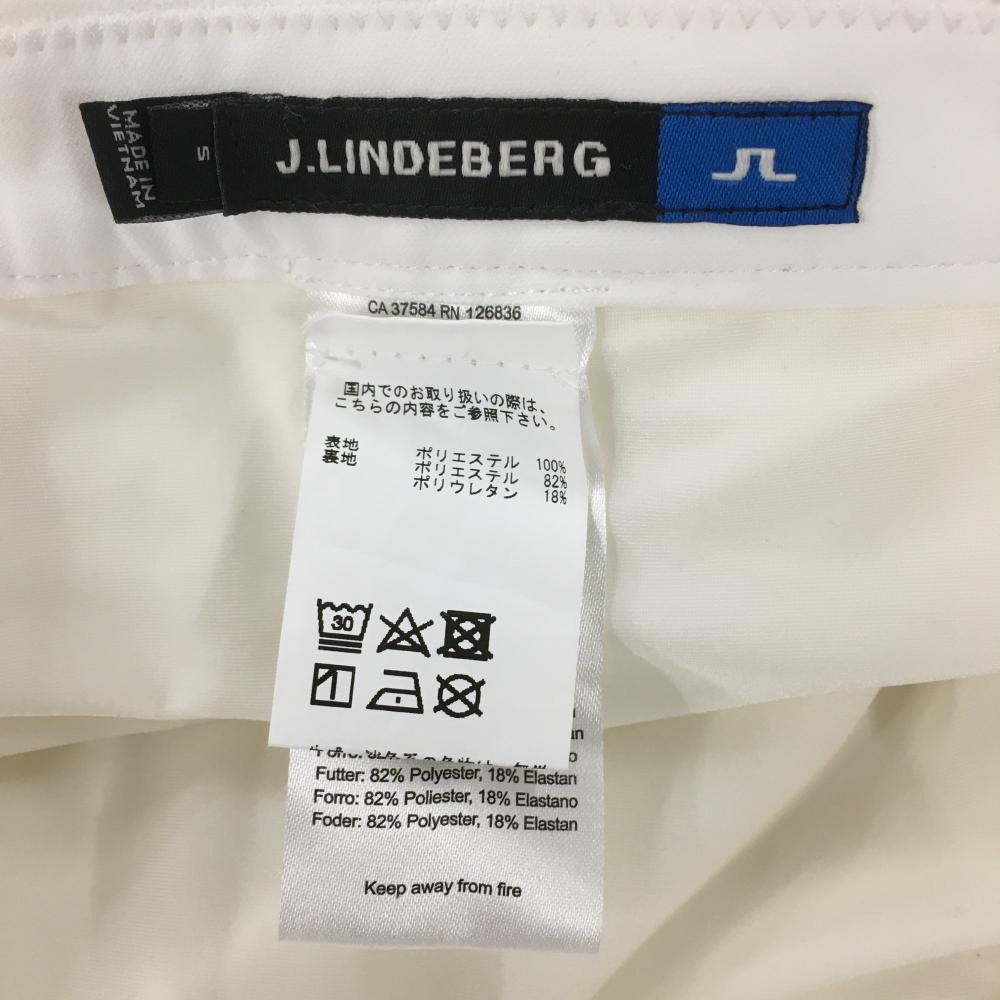 MADE IN
VIETNAM
S
J.LINDEBERG
CA 37584 RN 126836
国内でのお取り扱いの際は、
こちらの内容をご参照下さい。
表地 ポリエステル 100%
裏地 ポリエステル 82%
ポリウレタン 18%
30
Futter: 82% Polyester, 18% Elastan
Forro: 82% Poliester, 18% Elastano
Foder: 82% Polyester, 18% Elastan
Keep away from fire